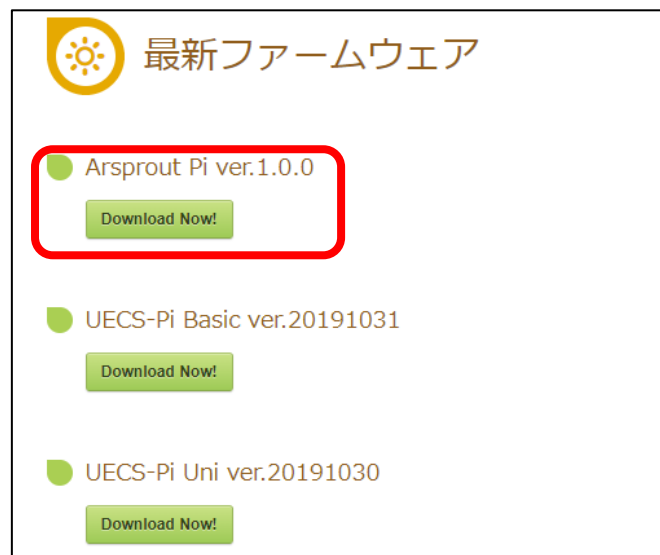 最新ファームウェア
Arsprout Pi ver.1.0.0
Download Now!
UECS-Pi Basic ver.20191031
Download Now!
UECS-Pi Uni ver.20191030
Download Now!